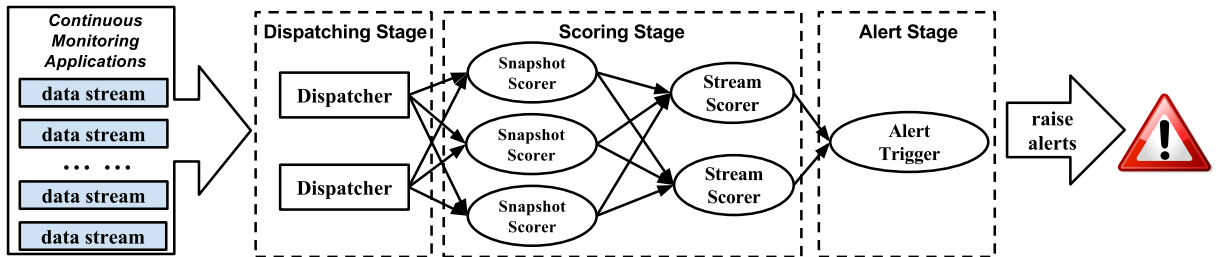 Continuous
Monitoring
Applications
data stream
data stream
... ...
data stream
data stream
Dispatching Stage
Dispatcher
Dispatcher
Scoring Stage
Snapshot
Scorer
Snapshot
Scorer
Snapshot
Scorer
Stream
Scorer
Stream
Scorer
Alert Stage
Alert
Trigger
raise
alerts
!